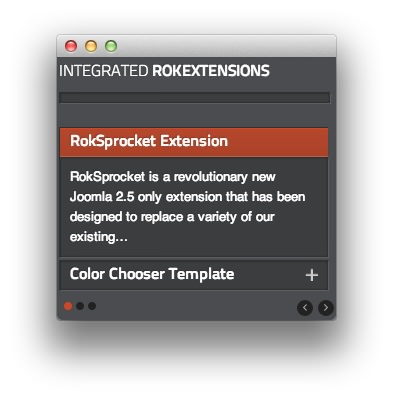 INTEGRATED ROKEXTENSIONS
RokSprocket Extension
RokSprocket is a revolutionary new
Joomla 2.5 only extension that has been
designed to replace a variety of our
existing...
Color Chooser Template +